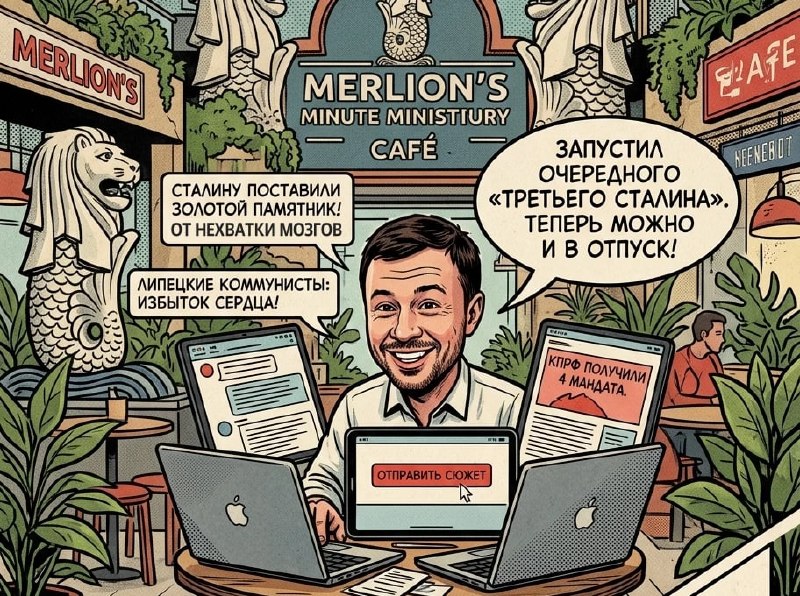 MERLION'S
MERLION'S
MINUTE MINISTIURY
CAFÉ
СТАЛИНУ ПОСТАВИЛИ
ЗОЛОТОЙ ПАМЯТНИК!
ОТ НЕХВАТКИ МОЗГОВ
ЛИПЕЦКИЕ КОММУНИСТЫ:
ИЗБЫТОК СЕРДЦА!
ЗАПУСТИЛ
ОЧЕРЕДНОГО
«ТРЕТЬЕГО СТАЛИНА».
ТЕПЕРЬ МОЖНО
И В ОТПУСК!
КПРФ ПОЛУЧИЛИ
4 МАНДАТА.
ОТПРАВИТЬ СЮЖЕТ